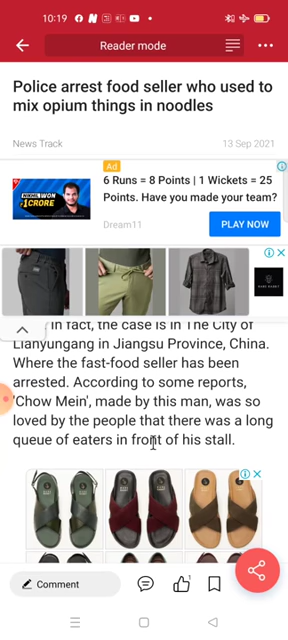 10:19
Reader mode
Police arrest food seller who used to
mix opium things in noodles
News Track
13 Sep 2021
Ad
6 Runs = 8 Points | 1 Wickets = 25
Points. Have you made your team?
WON
₹1CRORE
Dream11
PLAY NOW
in fact, the case is in The City of
Lianyungang in Jiangsu Province, China.
Where the fast-food seller has been
arrested. According to some reports,
'Chow Mein', made by this man, was so
loved by the people that there was a long
queue of eaters in front of his stall.
Comment
1